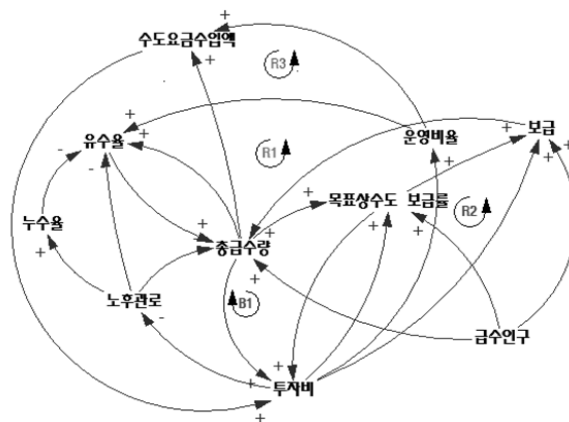 수도요금수입액
R3
보급
운영비율
유수율
R1
목표상수도 보급률
R2
누수율
총급수량
노후관로
B1
급수인구
투자비